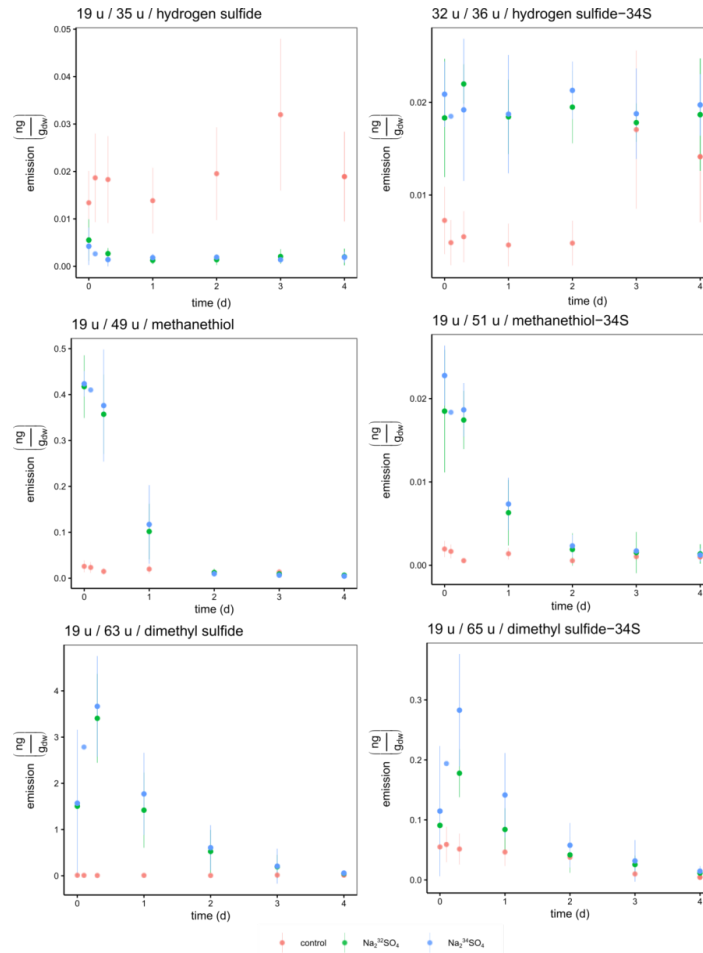 19 u / 35 u / hydrogen sulfide
0.05
0.04
0.03
0.02
0.01
0.00
emission (ng/gdw)
0 1 2 3 4
time (d)
32 u / 36 u / hydrogen sulfide−34S
0.02
0.01
emission (ng/gdw)
0 1 2 3 4
time (d)
19 u / 49 u / methanethiol
0.5
0.4
0.3
0.2
0.1
0.0
emission (ng/gdw)
0 1 2 3 4
time (d)
19 u / 51 u / methanethiol−34S
0.02
0.01
0.00
emission (ng/gdw)
0 1 2 3 4
time (d)
19 u / 63 u / dimethyl sulfide
4
3
2
1
0
emission (ng/gdw)
0 1 2 3 4
time (d)
19 u / 65 u / dimethyl sulfide−34S
0.3
0.2
0.1
0.0
emission (ng/gdw)
0 1 2 3 4
time (d)
control Na₂³²SO₄ Na₂³⁴SO₄